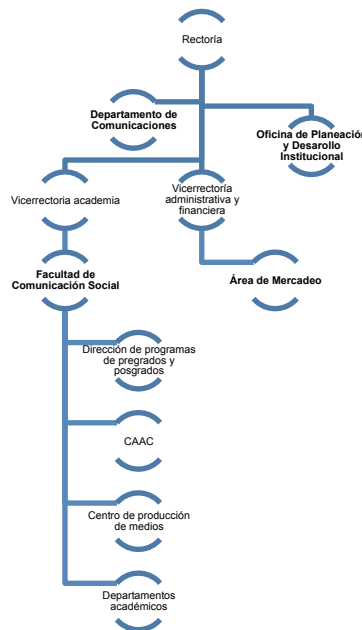 Rectoría
Departamento de
Comunicaciones
Oficina de Planeación
y Desarollo
Institucional
Vicerrectoria academia
Vicerrectoría
administrativa y
financiera
Facultad de
Comunicación Social
Área de Mercadeo
Dirección de programas
de pregrados y
posgrados
CAAC
Centro de producción
de medios
Departamentos
académicos